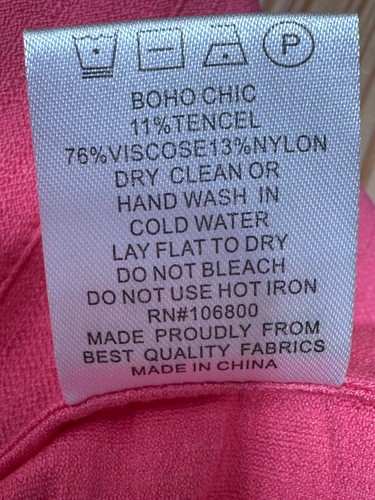 P
BOHO CHIC
11%TENCEL
76%VISCOSE13%NYLON
DRY CLEAN OR
HAND WASH IN
COLD WATER
LAY FLAT TO DRY
DO NOT BLEACH
DO NOT USE HOT IRON
RN#106800
MADE PROUDLY FROM
BEST QUALITY FABRICS
MADE IN CHINA